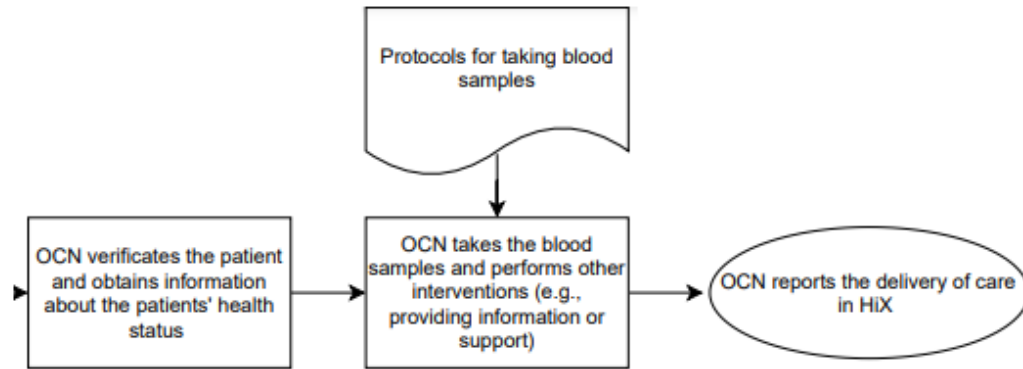 Protocols for taking blood
samples
OCN verificates the patient
and obtains information
about the patients' health
status
OCN takes the blood
samples and performs other
interventions (e.g.,
providing information or
support)
OCN reports the delivery of care
in HiX